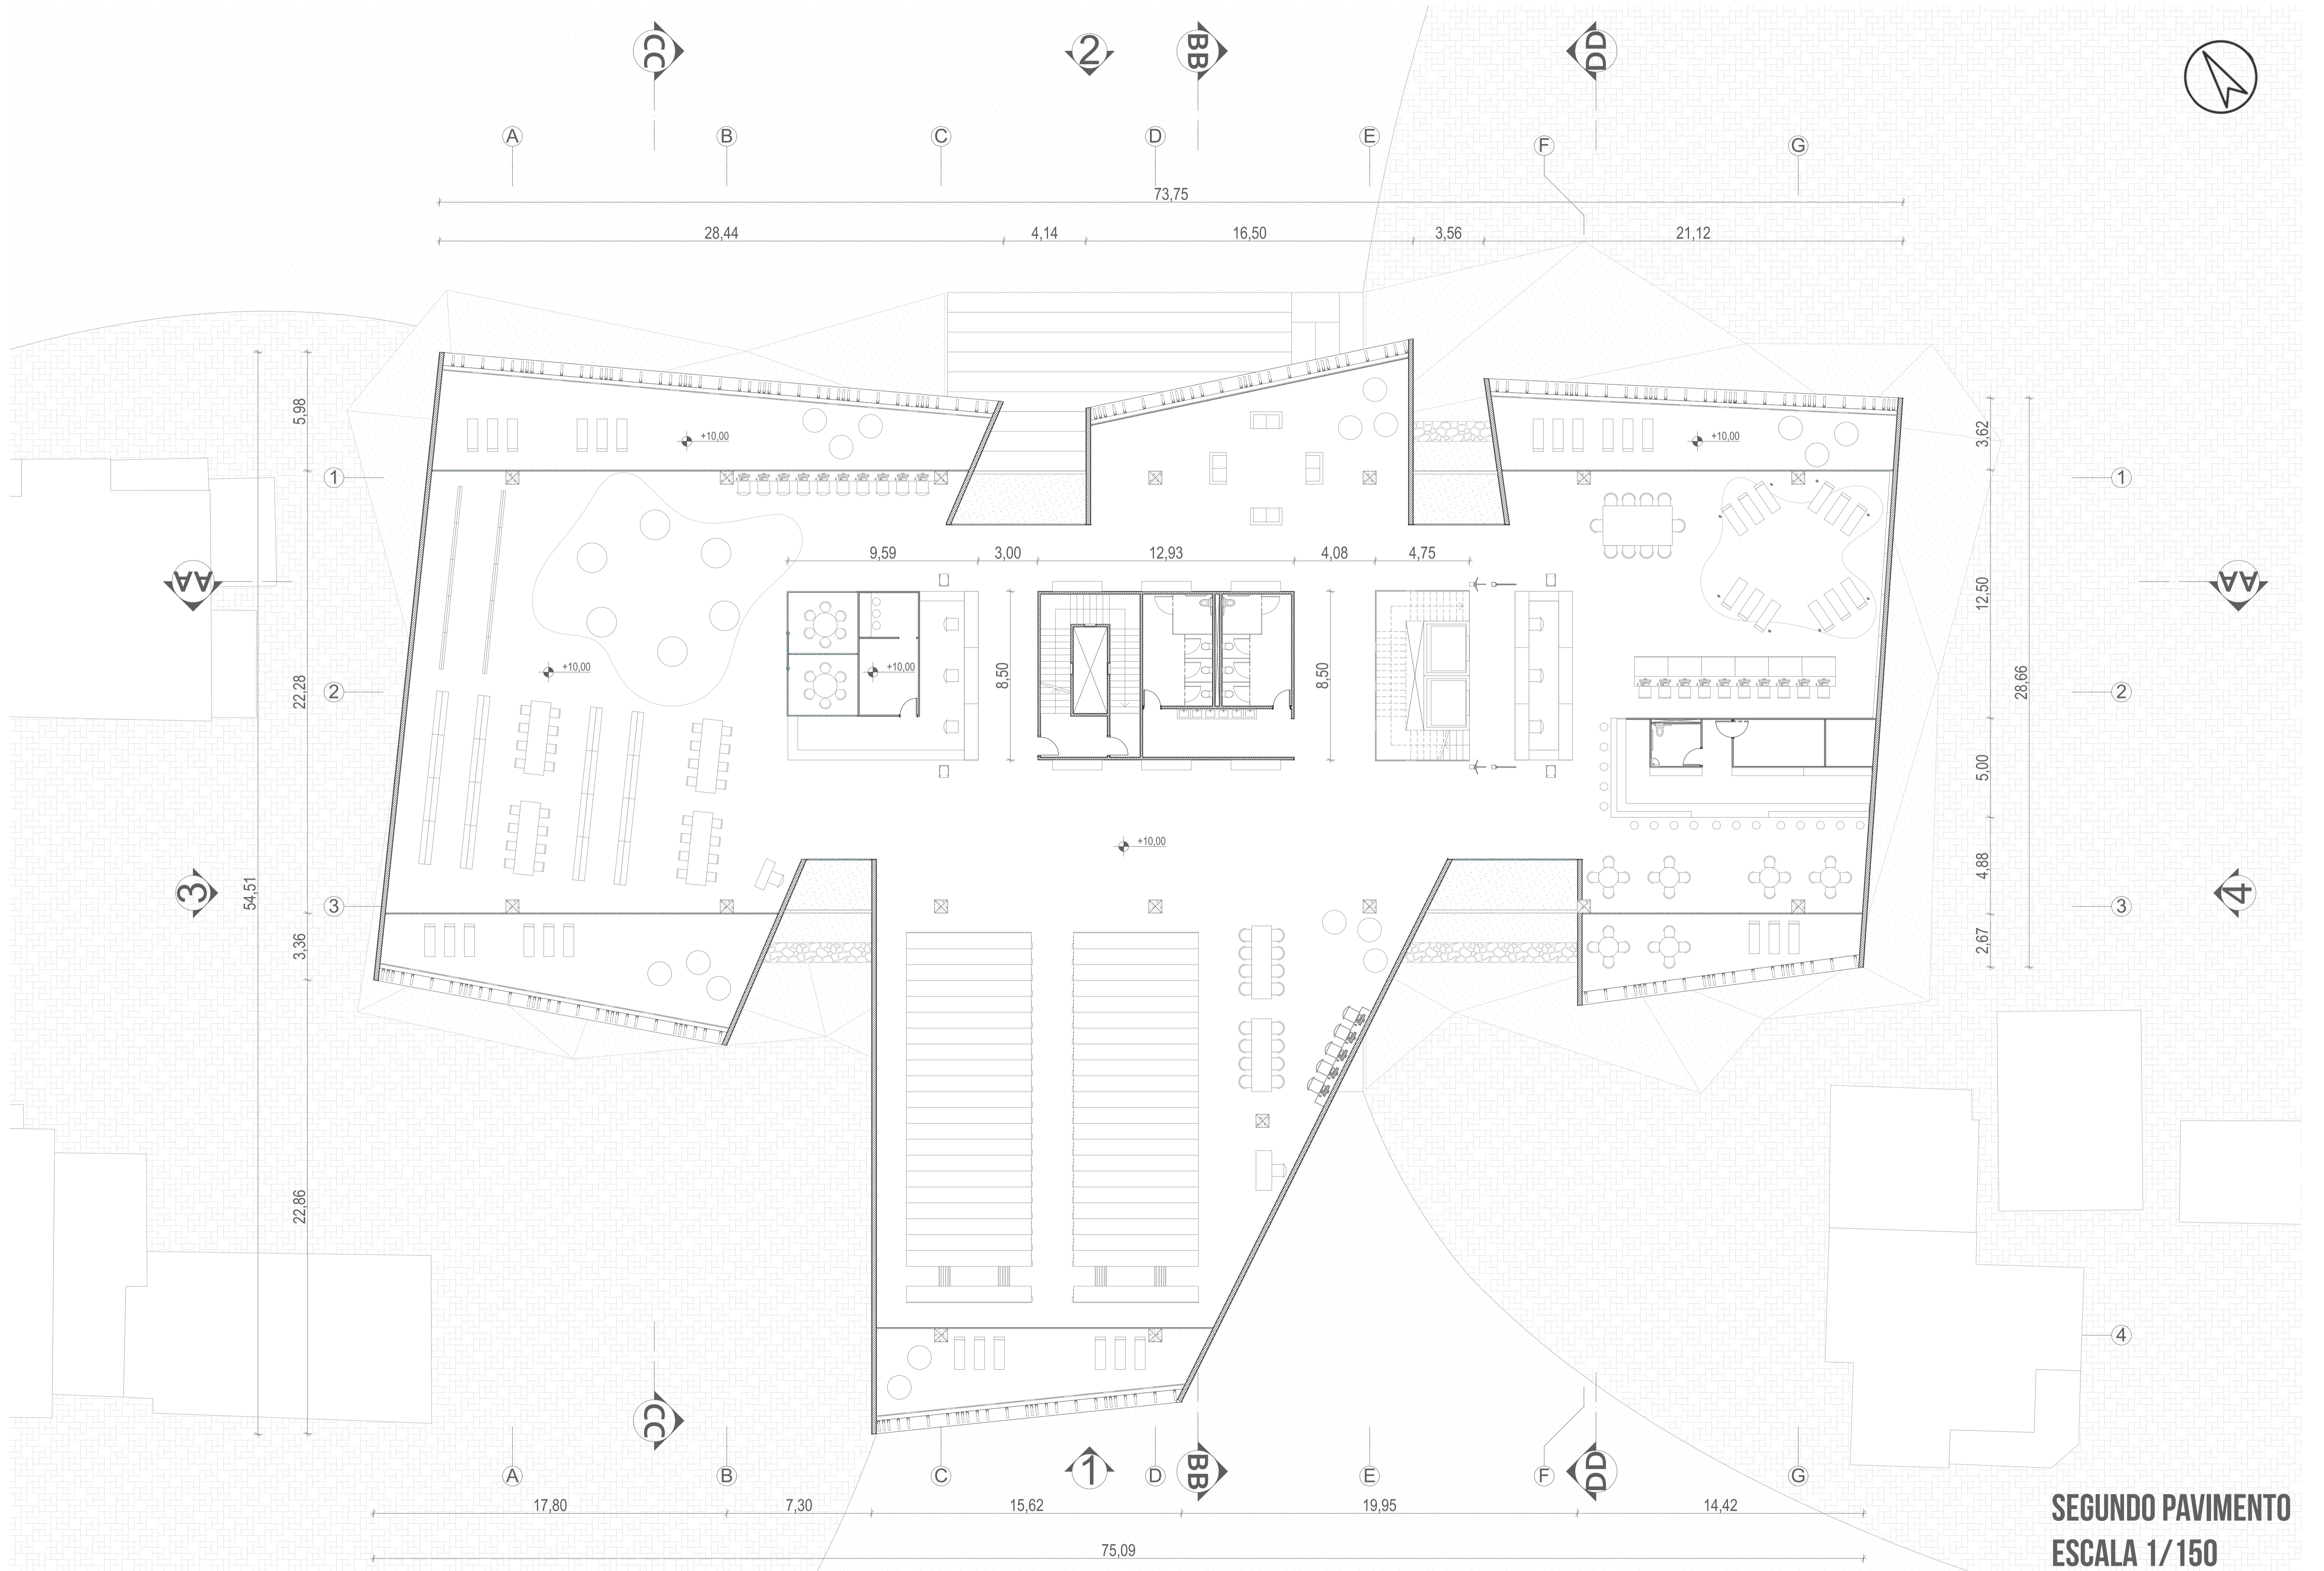 CC
2
BB
DD
A
B
C
D
E
F
G
73,75
28,44
4,14
16,50
3,56
21,12
5,98
3,62
+10,00
+10,00
1
1
9,59
3,00
12,93
4,08
4,75
AA
AA
12,50
+10,00
+10,00
8,50
8,50
22,28
28,66
2
2
5,00
+10,00
4,88
54,51
3
4
3
3
3,36
2,67
22,86
4
CC
1
BB
DD
A
B
C
D
E
F
G
17,80
7,30
15,62
19,95
14,42
75,09
SEGUNDO PAVIMENTO
ESCALA 1/150